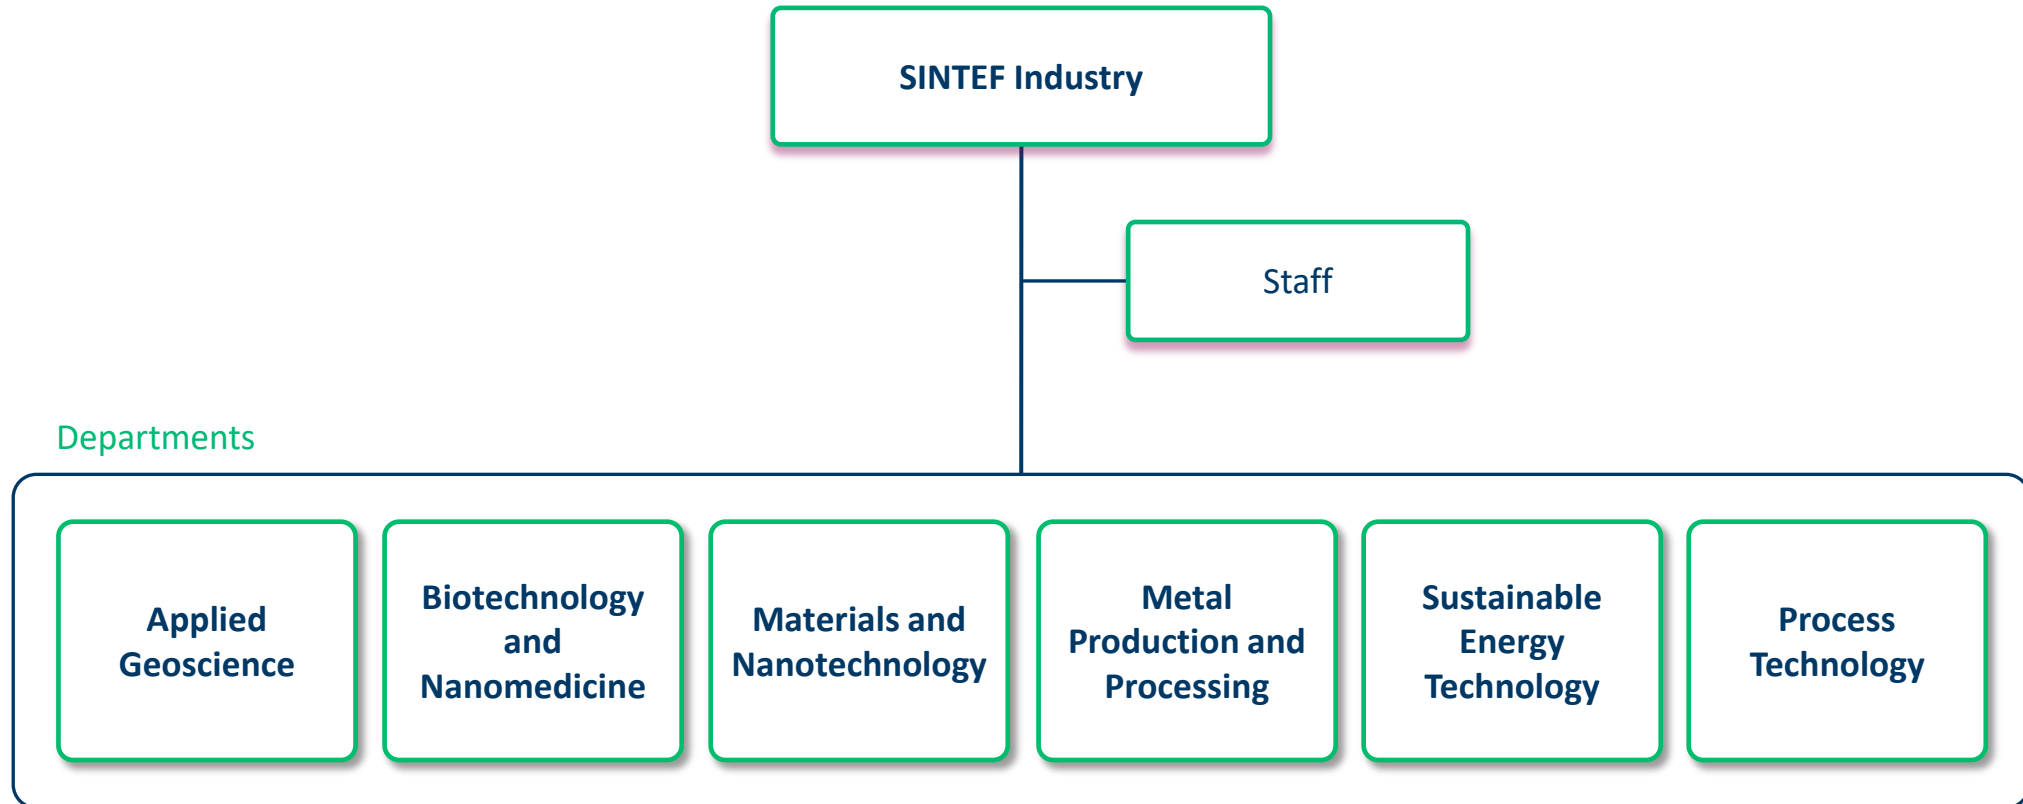 SINTEF Industry
Staff
Departments
Applied
Geoscience
Biotechnology
and
Nanomedicine
Materials and
Nanotechnology
Metal
Production and
Processing
Sustainable
Energy
Technology
Process
Technology